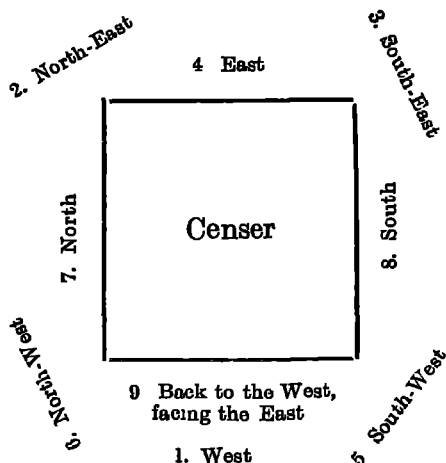 2. North-East
4 East
3. South-East
7. North
Censer
8. South
6. North-West
9 Back to the West,
facing the East
5. South-West
1. West